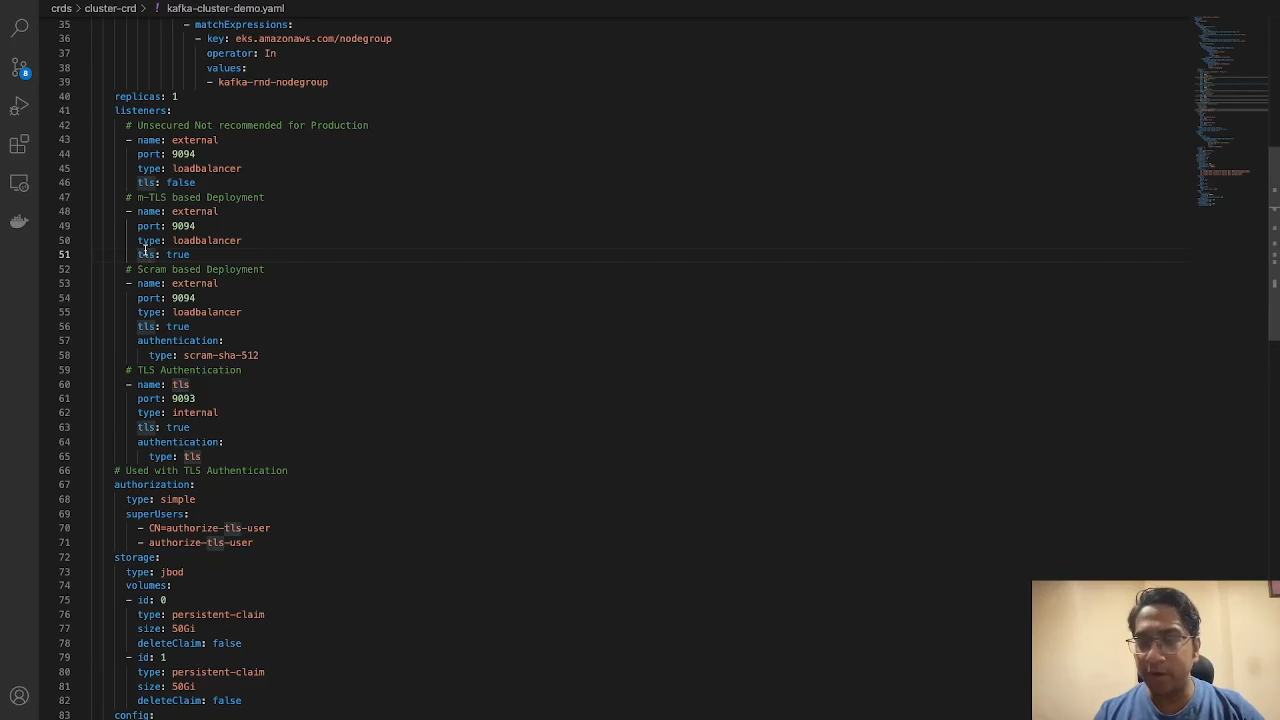 crds > cluster-crd > ! kafka-cluster-demo.yaml
35 - matchExpressions:
36 - key: eks.amazonaws.com/nodegroup
37 operator: In
38 values:
39 - kafka-rnd-nodegroup
40 replicas: 1
41 listeners:
42 # Unsecured Not recommended for Prod
43 - name: external
44 port: 9094
45 type: loadbalancer
46 tls: false
47 # m-TLS based Deployment
48 - name: external
49 port: 9094
50 type: loadbalancer
51 tls: true
52 # Scram based Deployment
53 - name: external
54 port: 9094
55 type: loadbalancer
56 tls: true
57 authentication:
58 type: scram-sha-512
59 # TLS Authentication
60 - name: tls
61 port: 9093
62 type: internal
63 tls: true
64 authentication:
65 type: tls
66 # Used with TLS Authentication
67 authorization:
68 type: simple
69 superUsers:
70 - CN=authorize-tls-user
71 - authorize-tls-user
72 storage:
73 type: jbod
74 volumes:
75 - id: 0
76 type: persistent-claim
77 size: 50Gi
78 deleteClaim: false
79 - id: 1
80 type: persistent-claim
81 size: 50Gi
82 deleteClaim: false
83 config:
8